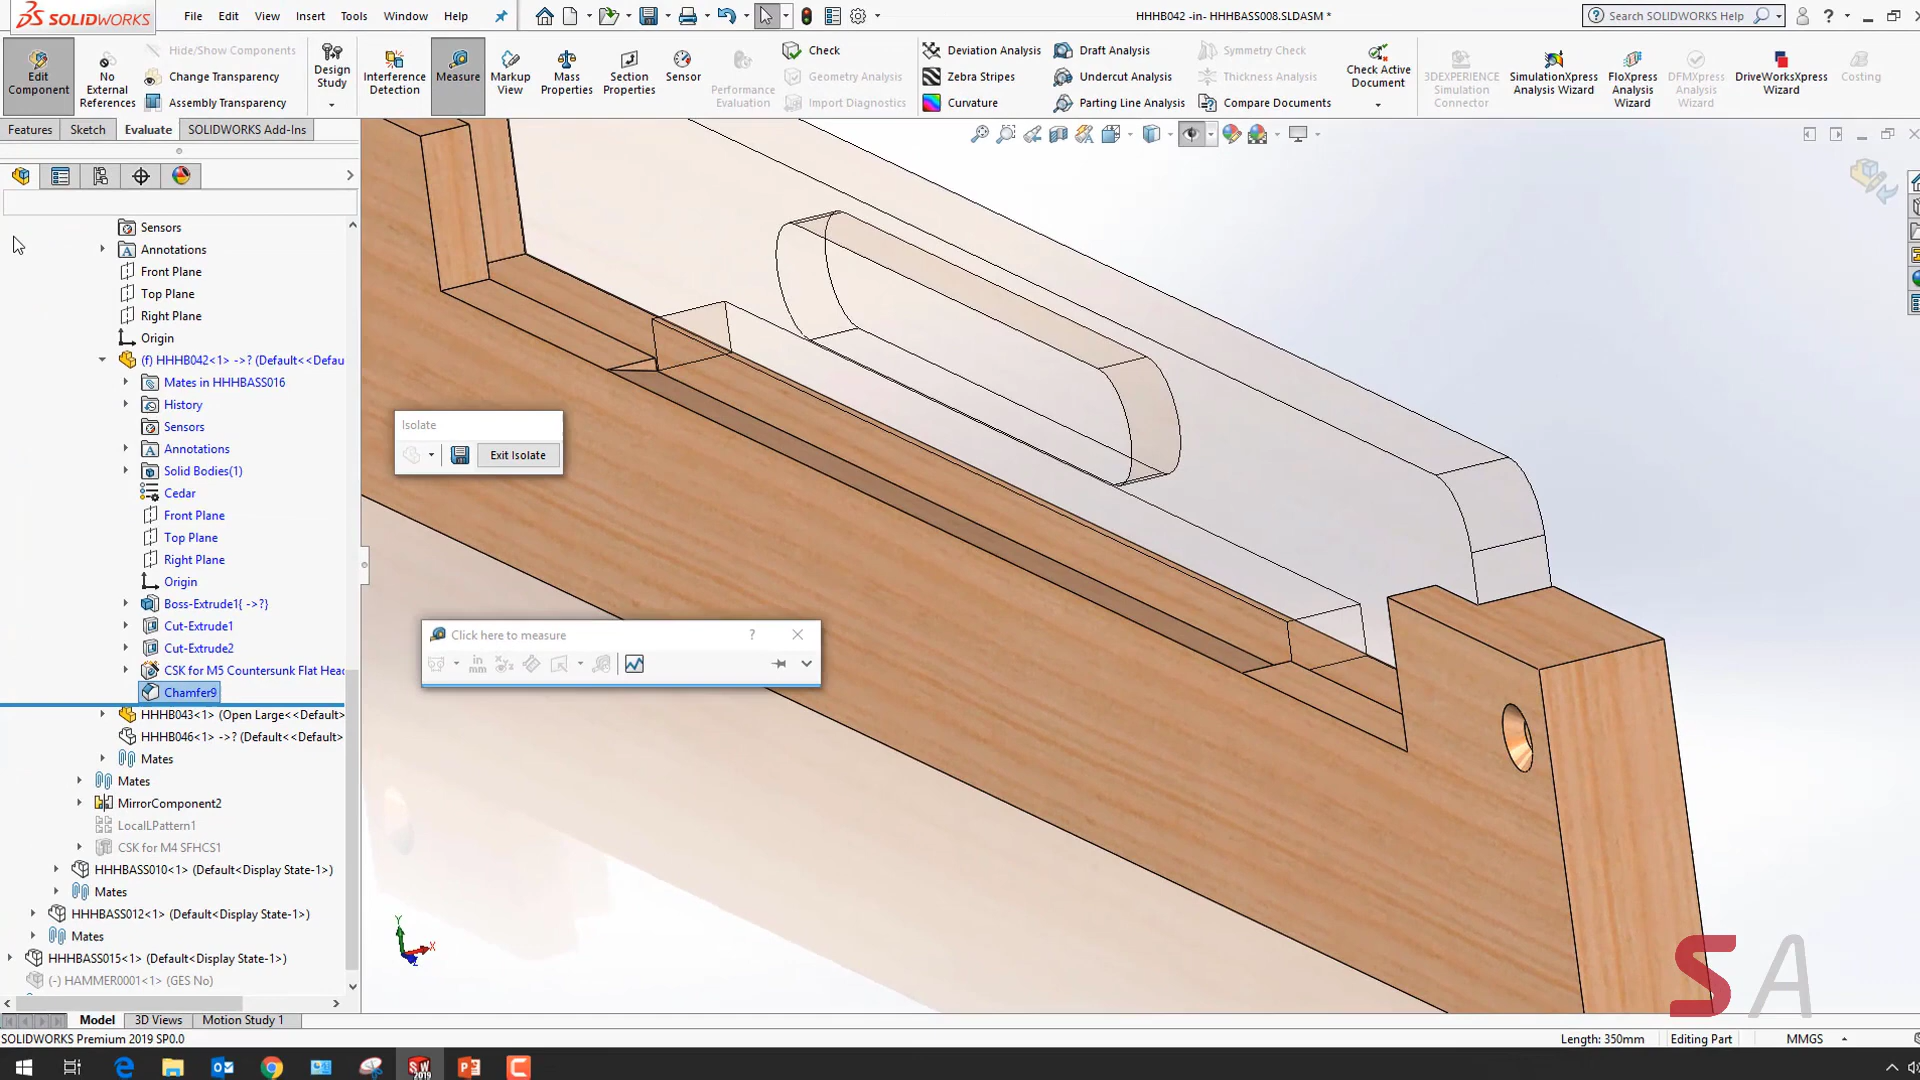 SOLIDWORKS File Edit View Insert Tools Window Help HHHB042 -in- HHHBASS008.SLDASM * Search SOLIDWORKS Help ?
Edit Component
No External References
Hide/Show Components
Change Transparency
Assembly Transparency
Design Study
Interference Detection
Measure
Markup View
Mass Properties
Section Properties
Sensor
Performance Evaluation
Check
Geometry Analysis
Import Diagnostics
Deviation Analysis
Zebra Stripes
Curvature
Draft Analysis
Undercut Analysis
Parting Line Analysis
Symmetry Check
Thickness Analysis
Compare Documents
Check Active Document
3DEXPERIENCE Simulation Connector
SimulationXpress Analysis Wizard
FloXpress Analysis Wizard
DFMXpress Analysis Wizard
DriveWorksXpress Wizard
Costing
Features Sketch Evaluate SOLIDWORKS Add-Ins
Sensors
Annotations
Front Plane
Top Plane
Right Plane
Origin
(f) HHHB042<1> ->? (Default<<Defau
Mates in HHHBASS016
History
Sensors
Annotations
Solid Bodies(1)
Cedar
Front Plane
Top Plane
Right Plane
Origin
Boss-Extrude1{ ->?}
Cut-Extrude1
Cut-Extrude2
CSK for M5 Countersunk Flat Head
Chamfer9
HHHB043<1> (Open Large<<Default>
HHHB046<1> ->? (Default<<Default>
Mates
Mates
MirrorComponent2
LocalLPattern1
CSK for M4 SFHCS1
HHHBASS010<1> (Default<Display State-1>)
Mates
HHHBASS012<1> (Default<Display State-1>)
Mates
HHHBASS015<1> (Default<Display State-1>)
(-) HAMMER0001<1> (GES No)
Isolate
Exit Isolate
Click here to measure ?
in mm
Y
X
SA
Model 3D Views Motion Study 1
SOLIDWORKS Premium 2019 SP0.0 Length: 350mm Editing Part MMGS